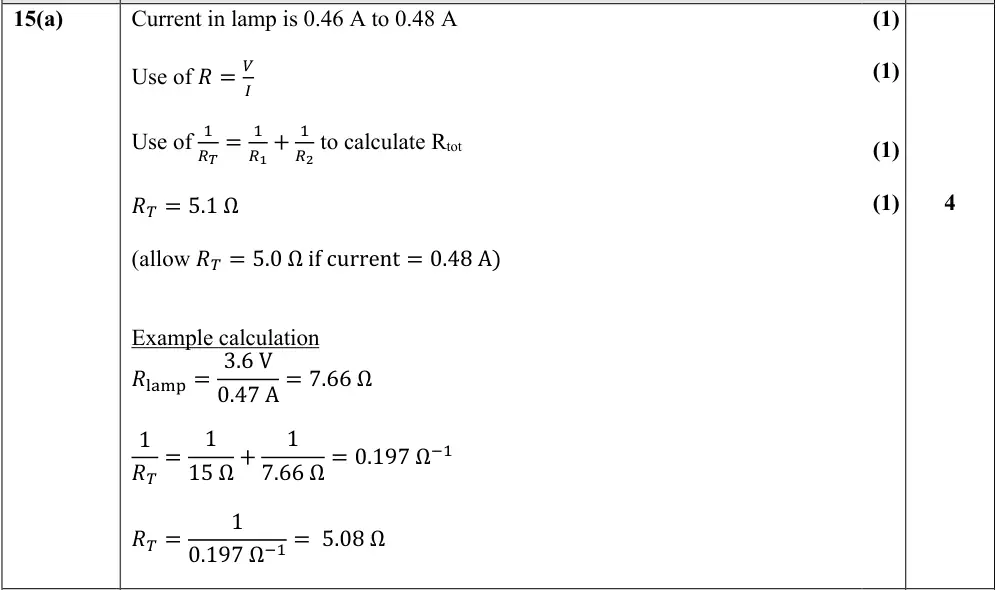 15(a) Current in lamp is 0.46 A to 0.48 A (1)
Use of R = V/I (1)
Use of 1/R_T = 1/R_1 + 1/R_2 to calculate R_tot (1)
R_T = 5.1 Ω (1) 4
(allow R_T = 5.0 Ω if current = 0.48 A)
Example calculation
R_lamp = 3.6 V / 0.47 A = 7.66 Ω
1/R_T = 1/15 Ω + 1/7.66 Ω = 0.197 Ω⁻¹
R_T = 1/0.197 Ω⁻¹ = 5.08 Ω